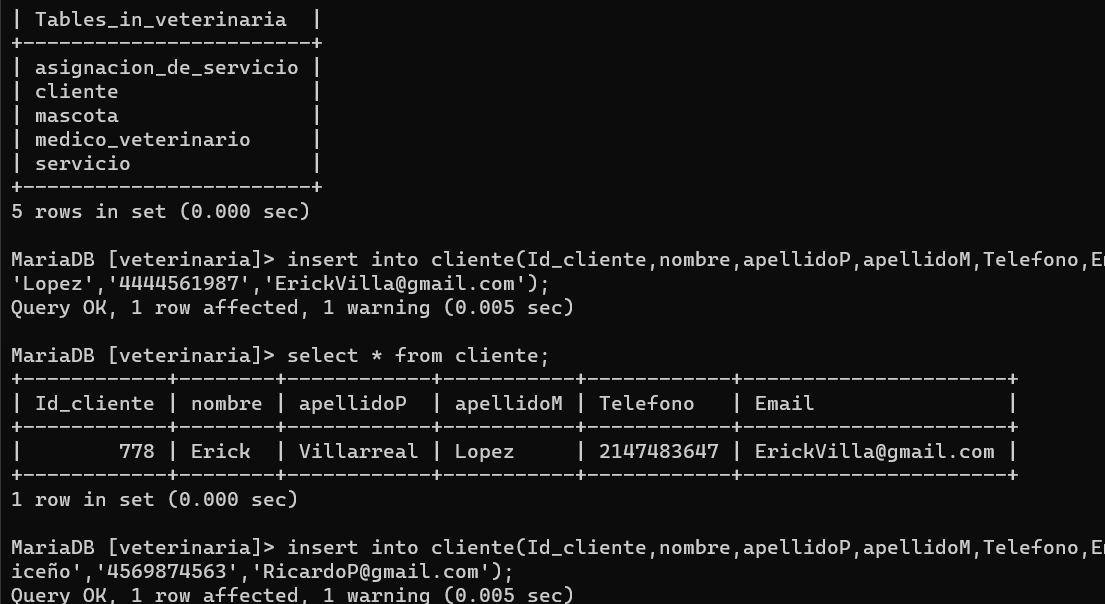 | Tables_in_veterinaria  |
+------------------------+
| asignacion_de_servicio |
| cliente                |
| mascota                |
| medico_veterinario     |
| servicio               |
+------------------------+
5 rows in set (0.000 sec)

MariaDB [veterinaria]> insert into cliente(Id_cliente,nombre,apellidoP,apellidoM,Telefono,Em
'Lopez','4444561987','ErickVilla@gmail.com');
Query OK, 1 row affected, 1 warning (0.005 sec)

MariaDB [veterinaria]> select * from cliente;
+------------+--------+------------+-----------+------------+----------------------+
| Id_cliente | nombre | apellidoP  | apellidoM | Telefono   | Email                |
+------------+--------+------------+-----------+------------+----------------------+
|        778 | Erick  | Villarreal | Lopez     | 2147483647 | ErickVilla@gmail.com |
+------------+--------+------------+-----------+------------+----------------------+
1 row in set (0.000 sec)

MariaDB [veterinaria]> insert into cliente(Id_cliente,nombre,apellidoP,apellidoM,Telefono,Em
iceño','4569874563','RicardoP@gmail.com');
Query OK, 1 row affected, 1 warning (0.005 sec)